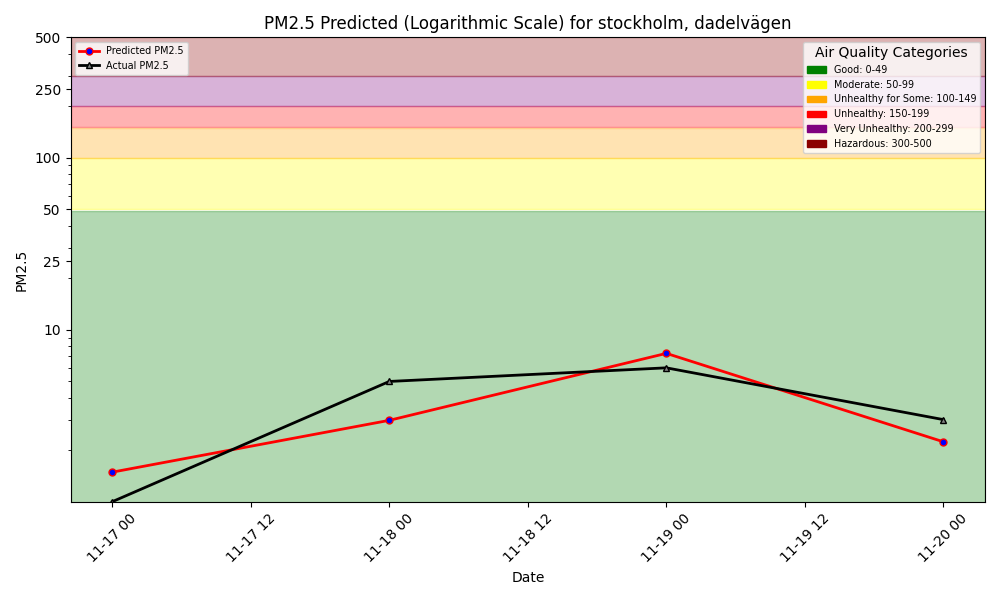 PM2.5 Predicted (Logarithmic Scale) for stockholm, dadelvägen
Predicted PM2.5
Actual PM2.5
Air Quality Categories
Good: 0-49
Moderate: 50-99
Unhealthy for Some: 100-149
Unhealthy: 150-199
Very Unhealthy: 200-299
Hazardous: 300-500
500
250
100
50
25
10
PM2.5
11-17 00
11-17 12
11-18 00
11-18 12
11-19 00
11-19 12
11-20 00
Date